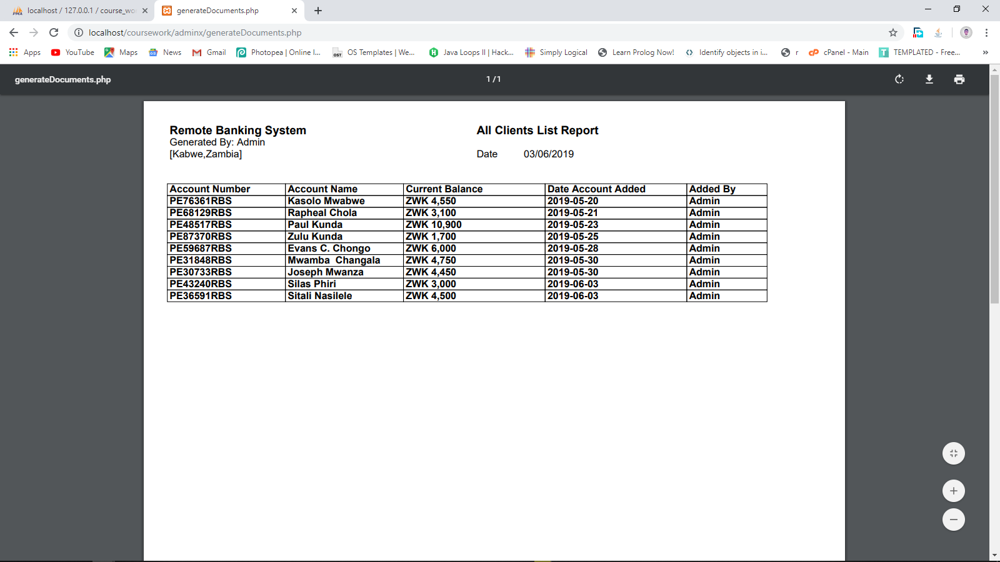 localhost / 127.0.0.1 / course_wo
generateDocuments.php
localhost/coursework/adminx/generateDocuments.php
Apps YouTube Maps News Gmail Photopea | Online I... OS Templates | We... Java Loops II | Hack... Simply Logical Learn Prolog Now! Identify objects in i... r cPanel - Main TEMPLATED - Free... »
generateDocuments.php 1 / 1
Remote Banking System All Clients List Report
Generated By: Admin
[Kabwe,Zambia] Date 03/06/2019
Account Number Account Name Current Balance Date Account Added Added By
PE76361RBS Kasolo Mwabwe ZWK 4,550 2019-05-20 Admin
PE68129RBS Rapheal Chola ZWK 3,100 2019-05-21 Admin
PE48517RBS Paul Kunda ZWK 10,900 2019-05-23 Admin
PE87370RBS Zulu Kunda ZWK 1,700 2019-05-25 Admin
PE59687RBS Evans C. Chongo ZWK 6,000 2019-05-28 Admin
PE31848RBS Mwamba  Changala ZWK 4,750 2019-05-30 Admin
PE30733RBS Joseph Mwanza ZWK 4,450 2019-05-30 Admin
PE43240RBS Silas Phiri ZWK 3,000 2019-06-03 Admin
PE36591RBS Sitali Nasilele ZWK 4,500 2019-06-03 Admin